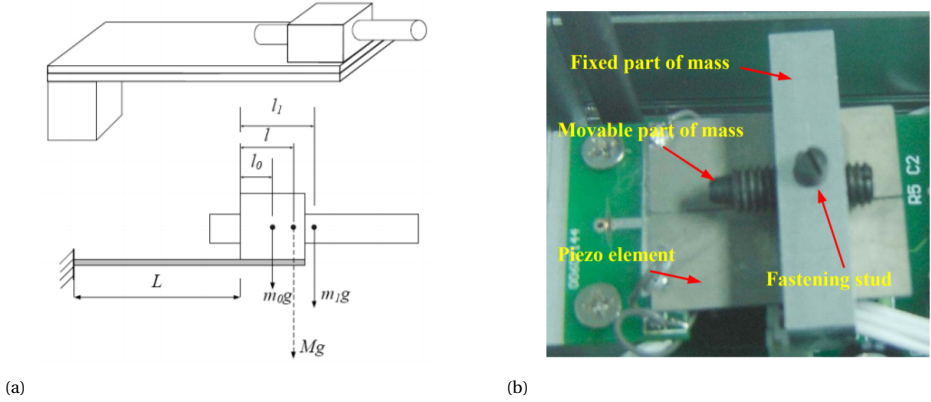 l₁
l
l₀
L
m₀g
m₁g
Mg
(a)
Fixed part of mass
Movable part of mass
R5 C2
Piezo element
Fastening stud
(b)